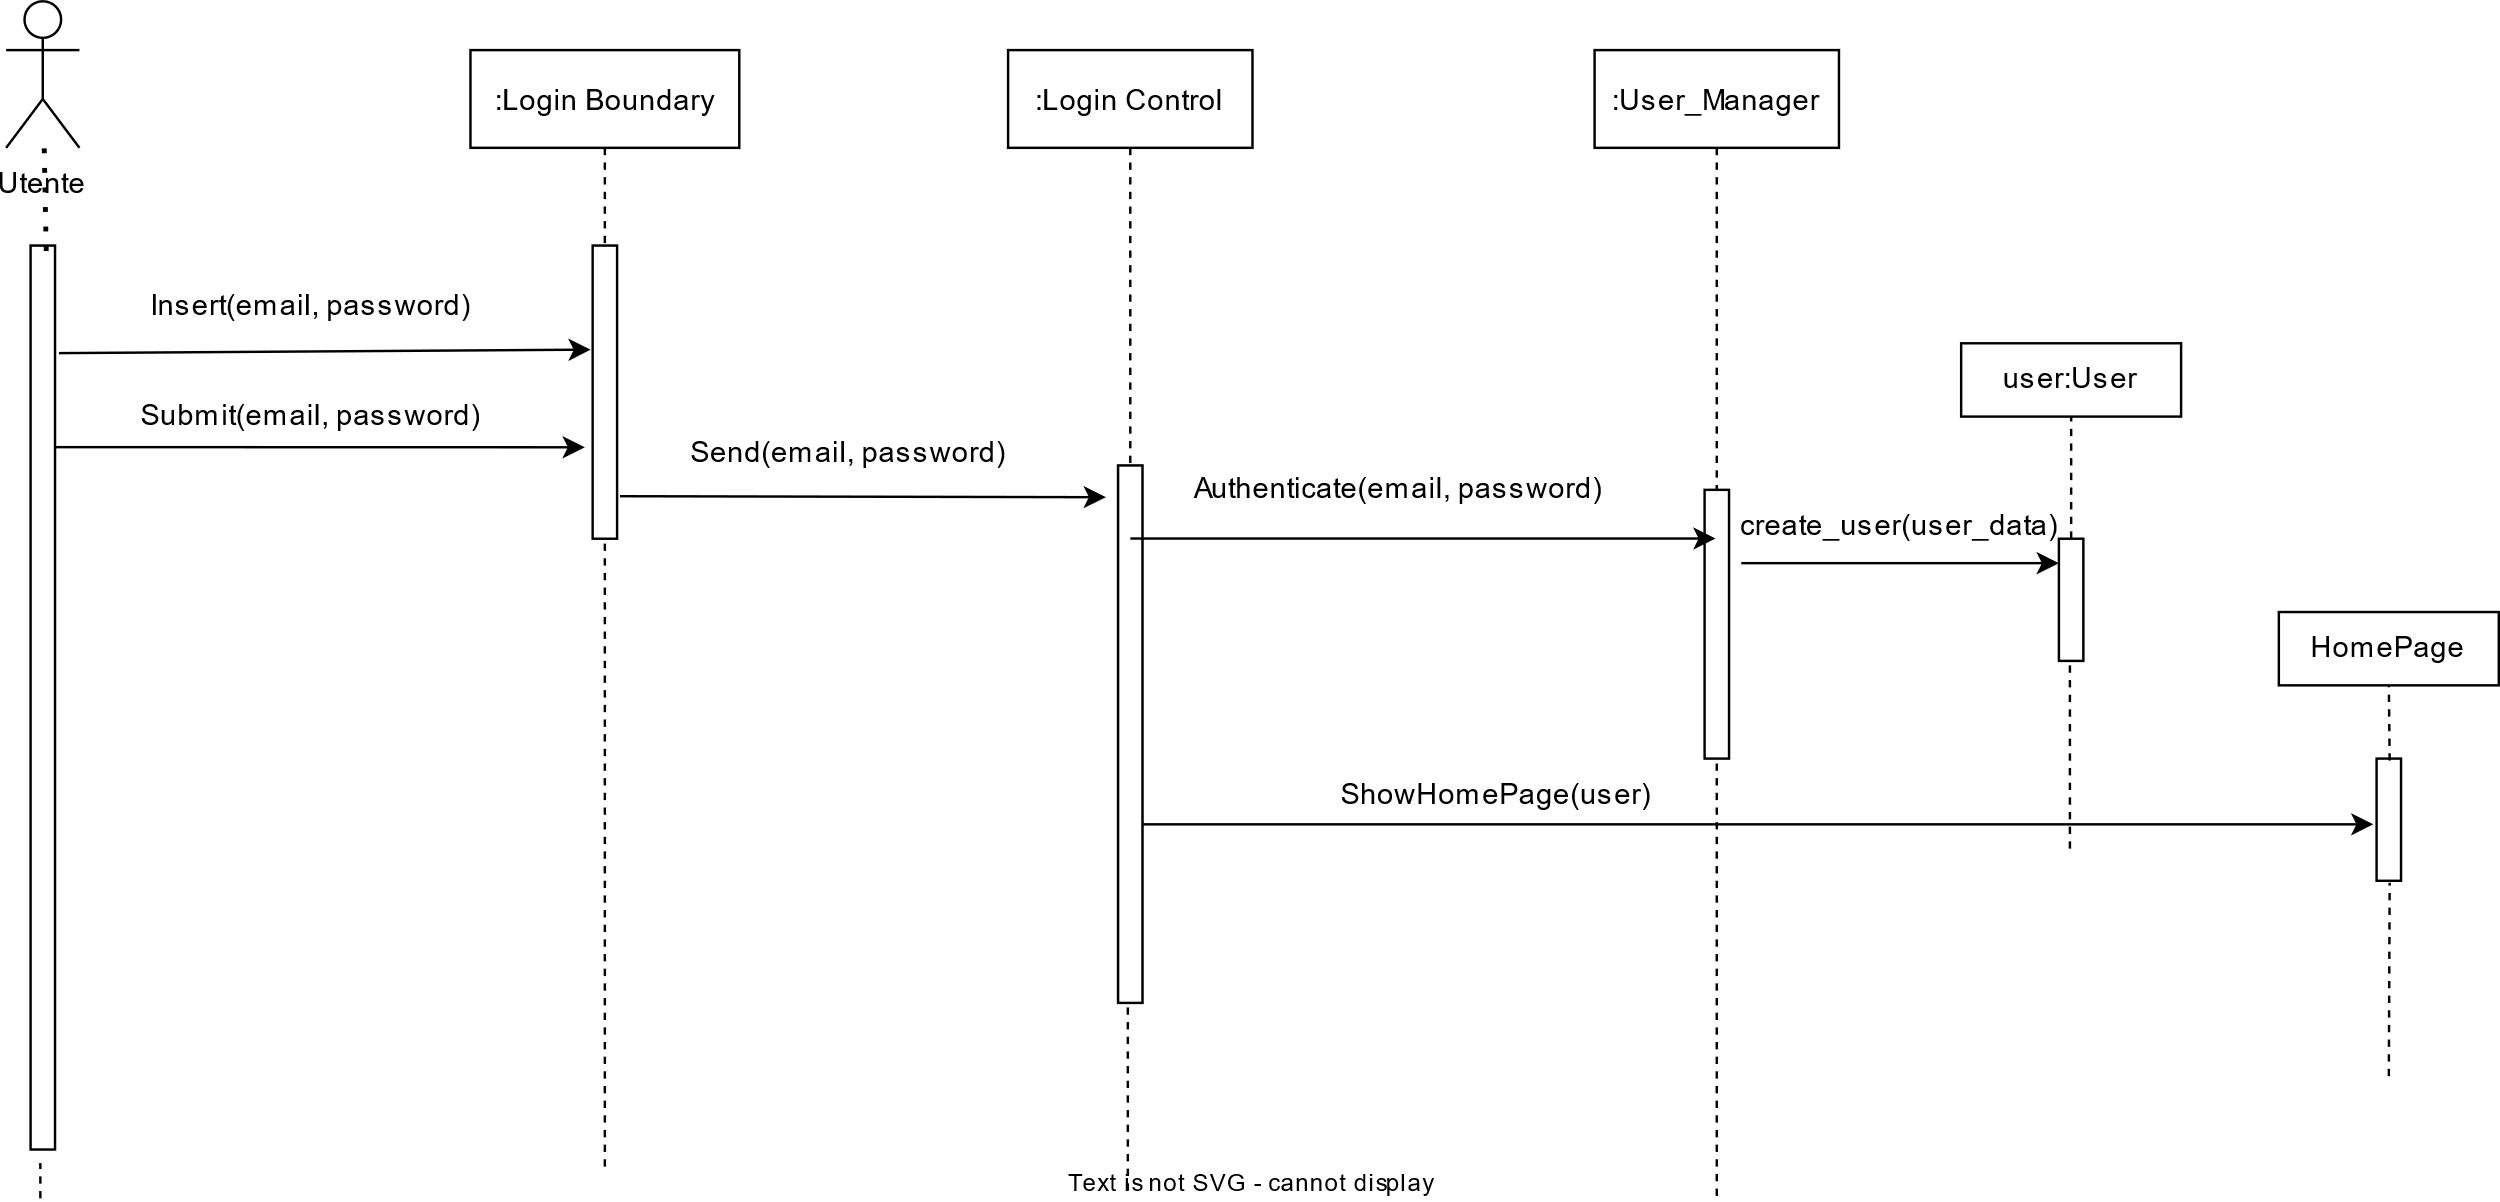 :Login Boundary
:Login Control
:User_Manager
Utente
Insert(email, password)
user:User
Submit(email, password)
Send(email, password)
Authenticate(email, password)
create_user(user_data)
HomePage
ShowHomePage(user)
Text is not SVG - cannot display